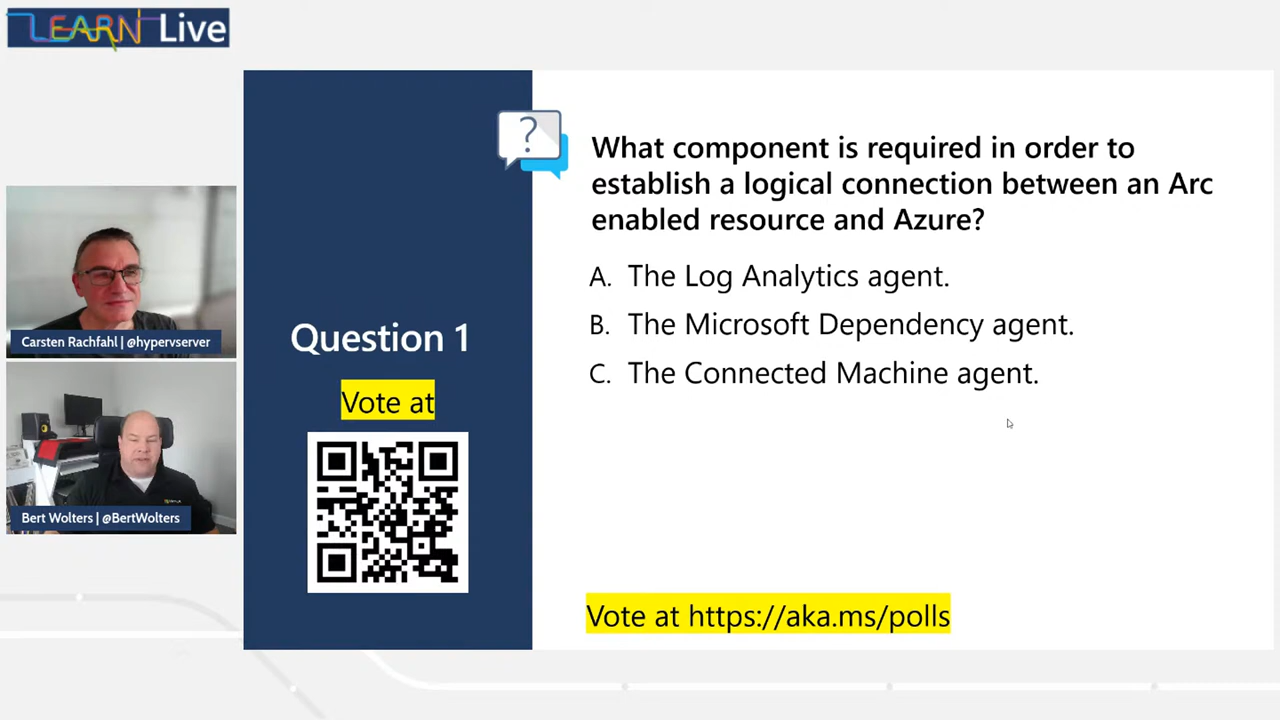 LEARN Live
Carsten Rachfahl | @hypervserver
Bert Wolters | @BertWolters
Question 1
Vote at
?
What component is required in order to
establish a logical connection between an Arc
enabled resource and Azure?
A. The Log Analytics agent.
B. The Microsoft Dependency agent.
C. The Connected Machine agent.
Vote at https://aka.ms/polls